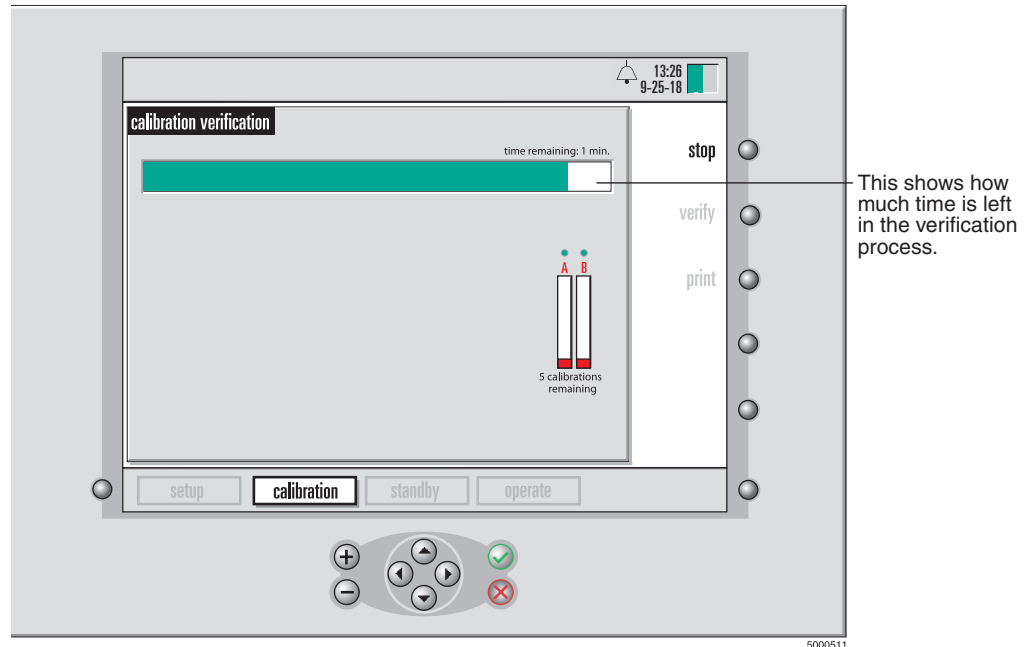 13:26
9-25-18
calibration verification
time remaining: 1 min.
stop
This shows how
much time is left
in the verification
process.
verify
A B
print
5 calibrations
remaining
setup calibration standby operate
5000511